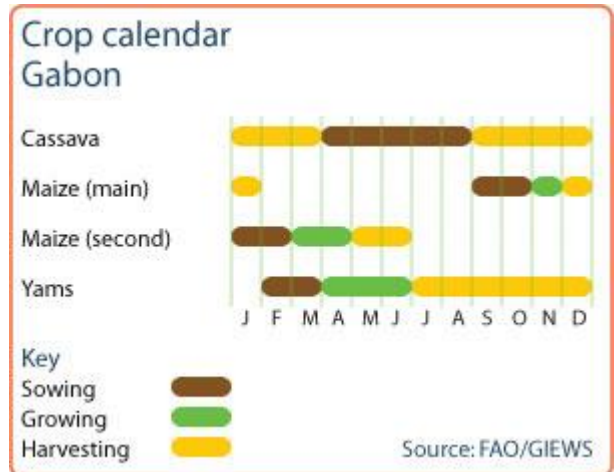 Crop calendar
Gabon
Cassava
Maize (main)
Maize (second)
Yams
J F M A M J J A S O N D
Key
Sowing
Growing
Harvesting
Source: FAO/GIEWS